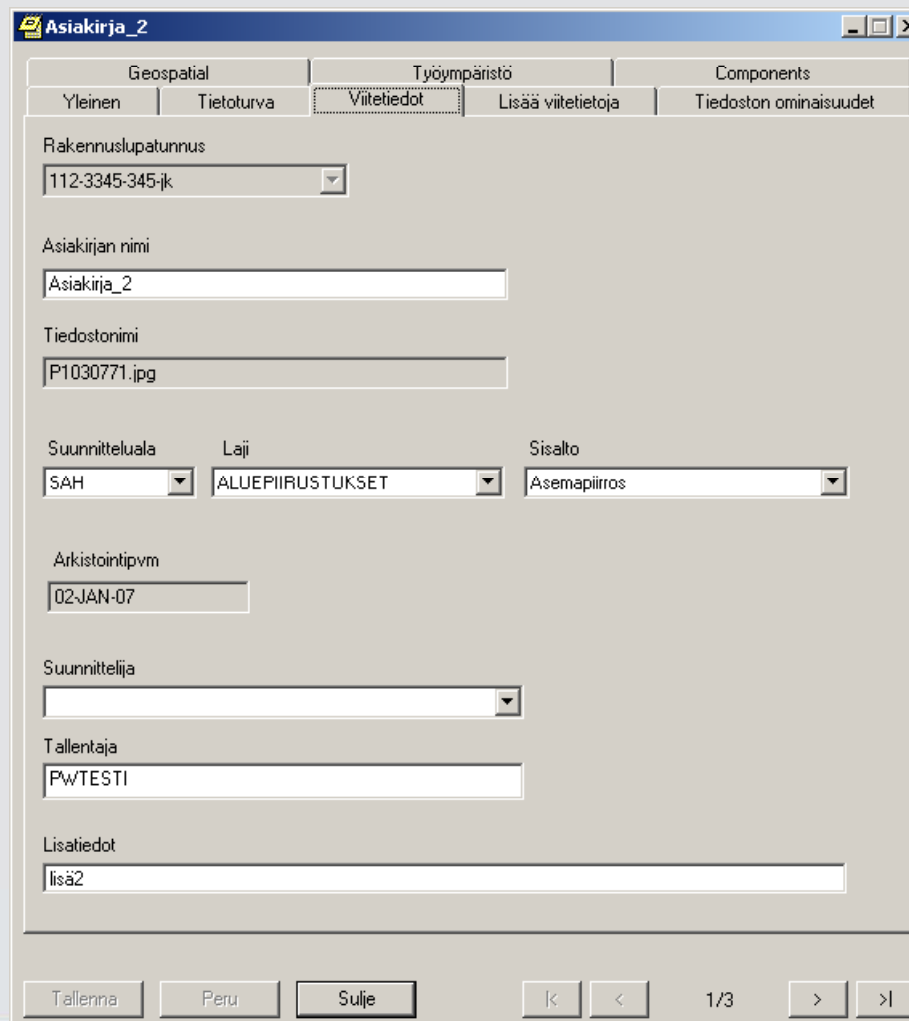 Asiakirja_2
Geospatial Työympäristö Components
Yleinen Tietoturva Viitetiedot Lisää viitetietoja Tiedoston ominaisuudet
Rakennuslupatunnus
112-3345-345-jk
Asiakirjan nimi
Asiakirja_2
Tiedostonimi
P1030771.jpg
Suunnitteluala Laji Sisalto
SAH ALUEPIIRUSTUKSET Asemapiirros
Arkistointipvm
02-JAN-07
Suunnittelija
Tallentaja
PWTESTI
Lisatiedot
lisä2
Tallenna Peru Sulje |< < 1/3 > >|